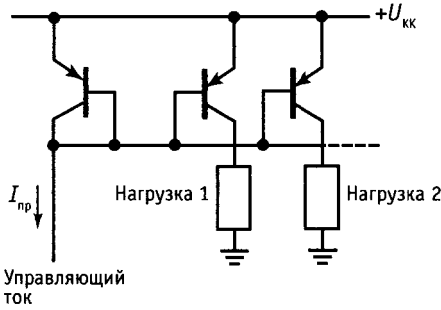 +Uкк
Iпр
Нагрузка 1
Нагрузка 2
Управляющий
ток